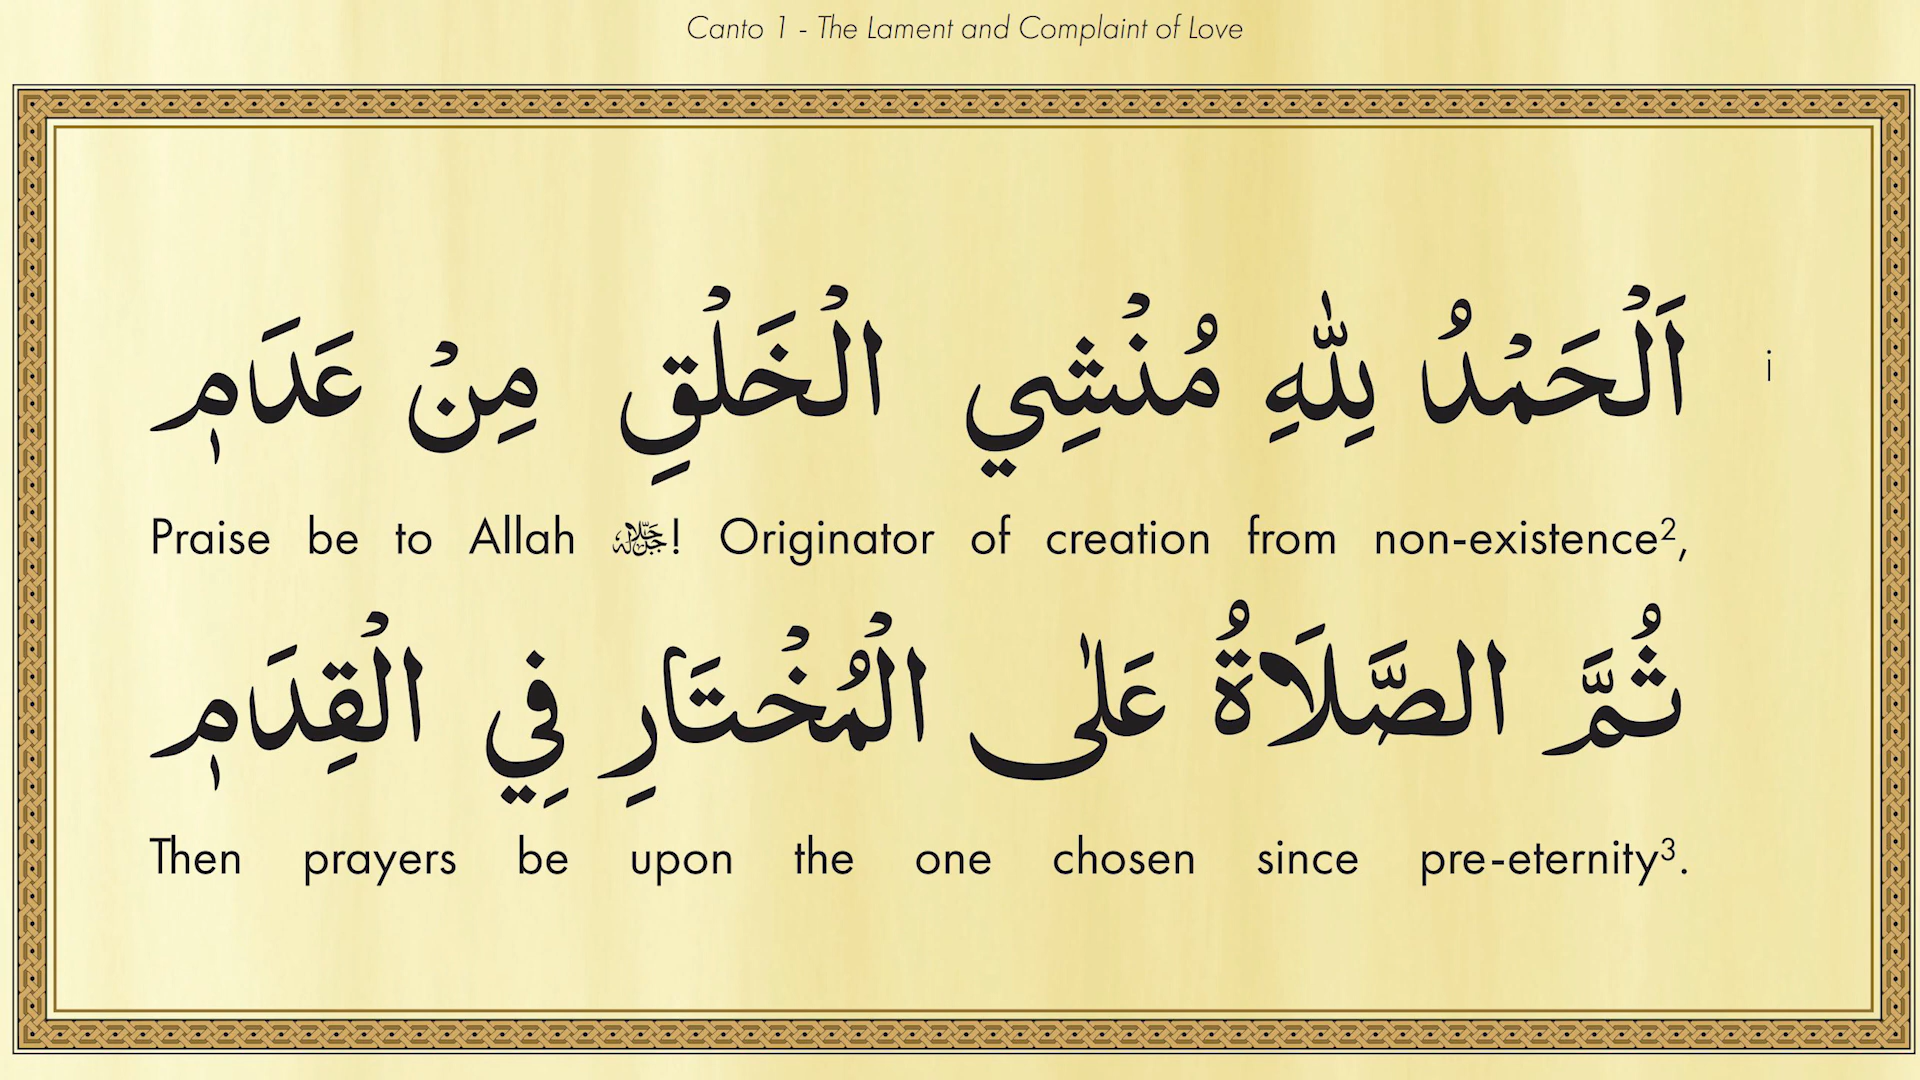 Canto 1 - The Lament and Complaint of Love
i
اَلْحَمْدُ لِلّٰهِ مُنْشِي الْخَلْقِ مِنْ عَدَمٖ
Praise be to Allah ﷻ! Originator of creation from non-existence²,
ثُمَّ الصَّلَاةُ عَلٰى الْمُخْتَارِ فِي الْقِدَمٖ
Then prayers be upon the one chosen since pre-eternity³.